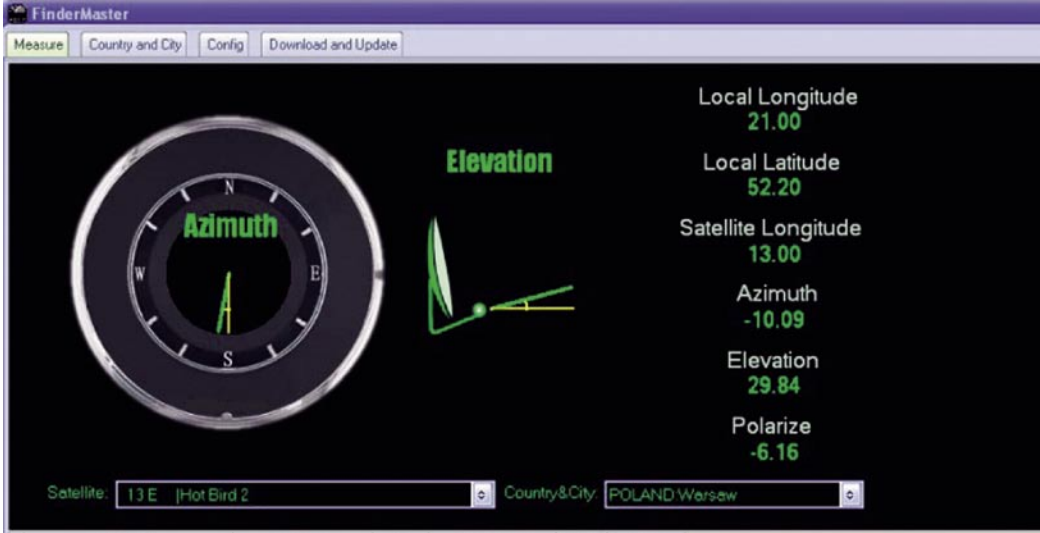 FinderMaster
Measure Country and City Config Download and Update
Local Longitude
21.00
Elevation
Local Latitude
52.20
N
Azimuth
Satellite Longitude
13.00
W E
Azimuth
-10.09
S
Elevation
29.84
Polarize
-6.16
Satellite: 13 E |Hot Bird 2 Country&City: POLAND:Warsaw